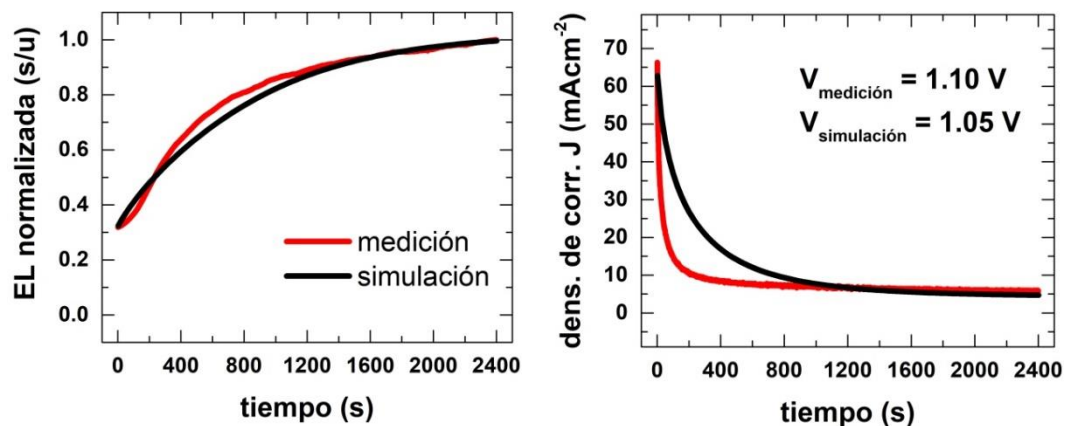 EL normalizada (s/u)
1.0
0.8
0.6
0.4
0.2
0.0
medición
simulación
0 400 800 1200 1600 2000 2400
tiempo (s)
dens. de corr. J (mAcm⁻²)
70
60
50
40
30
20
10
0
V_medición = 1.10 V
V_simulación = 1.05 V
0 400 800 1200 1600 2000 2400
tiempo (s)